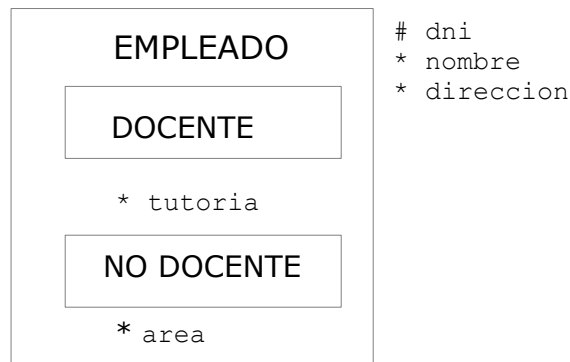 EMPLEADO
# dni
* nombre
* direccion
DOCENTE
* tutoria
NO DOCENTE
* area